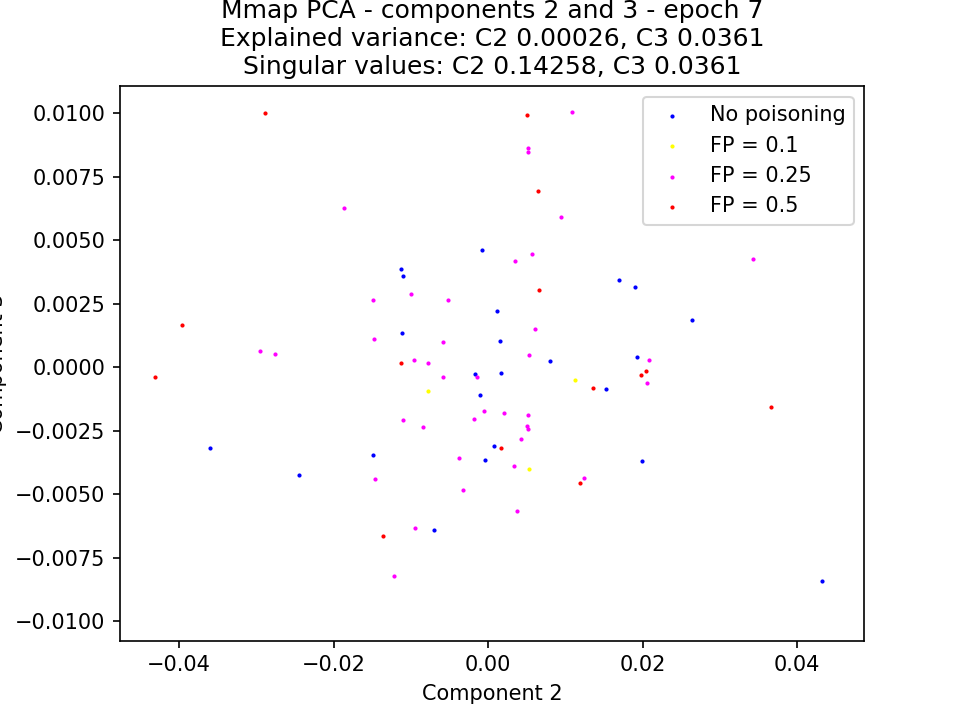 Mmap PCA - components 2 and 3 - epoch 7
Explained variance: C2 0.00026, C3 0.0361
Singular values: C2 0.14258, C3 0.0361
No poisoning
FP = 0.1
FP = 0.25
FP = 0.5
0.0100
0.0075
0.0050
0.0025
0.0000
−0.0025
−0.0050
−0.0075
−0.0100
−0.04
−0.02
0.00
0.02
0.04
Component 2